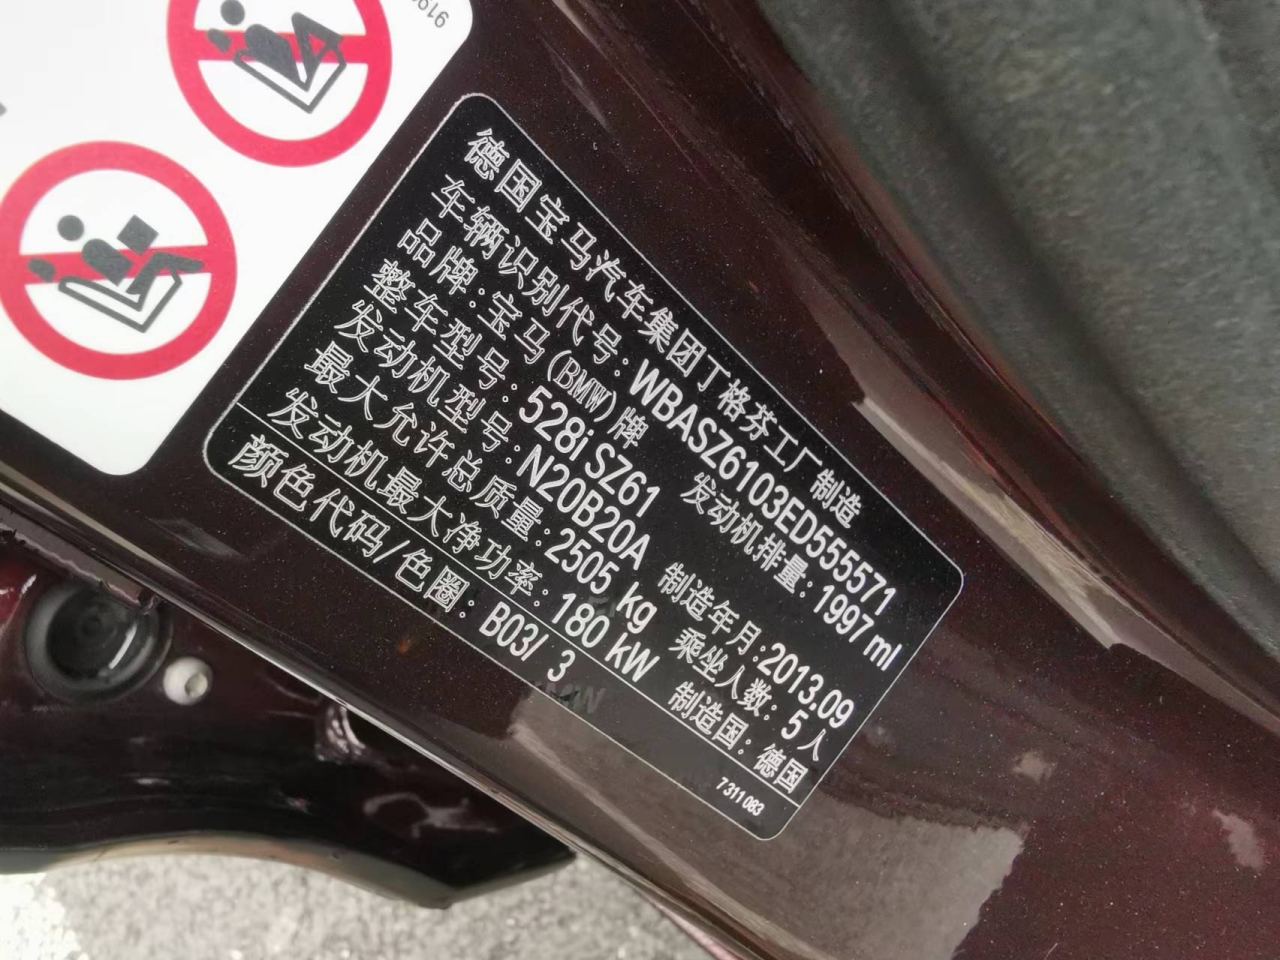 德国宝马汽车集团丁格芬工厂制造
车辆识别代号: WBASZ6103ED555571
品牌: 宝马(BMW)牌 发动机排量: 1997 ml
整车型号: 528i SZ61
发动机型号: N20B20A 制造年月: 2013.09
最大允许总质量: 2505 kg 乘坐人数: 5 人
发动机最大净功率: 180 kW 制造国: 德国
颜色代码/色圈: B03/ 3
7311083